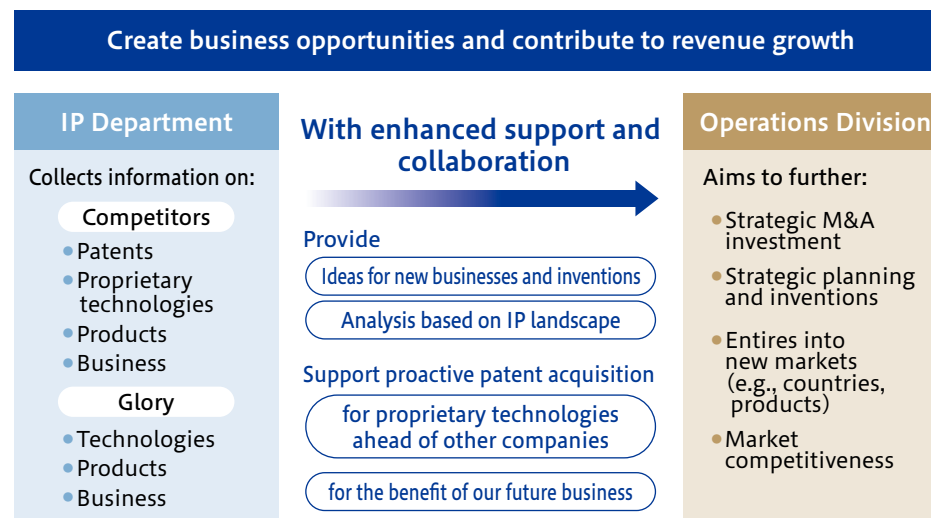 Create business opportunities and contribute to revenue growth
IP Department
Collects information on:
Competitors
• Patents
• Proprietary
technologies
• Products
• Business
Glory
• Technologies
• Products
• Business
With enhanced support and
collaboration
Provide
Ideas for new businesses and inventions
Analysis based on IP landscape
Support proactive patent acquisition
for proprietary technologies
ahead of other companies
for the benefit of our future business
Operations Division
Aims to further:
• Strategic M&A
investment
• Strategic planning
and inventions
• Entires into
new markets
(e.g., countries,
products)
• Market
competitiveness